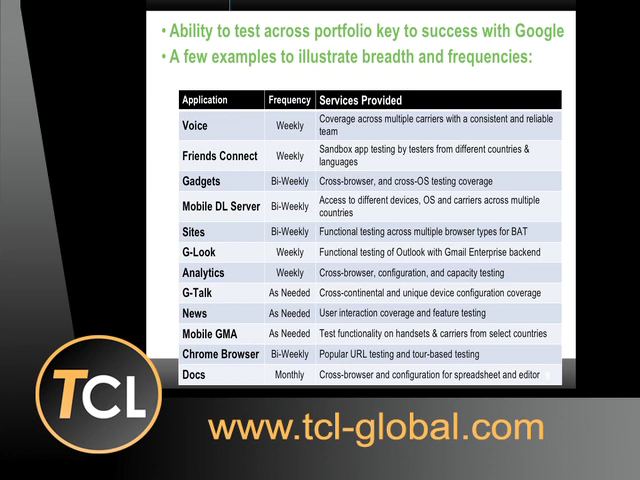 • Ability to test across portfolio key to success with Google
• A few examples to illustrate breadth and frequencies:
Application Frequency Services Provided
Voice Weekly Coverage across multiple carriers with a consistent and reliable
team
Friends Connect Weekly Sandbox app testing by testers from different countries &
languages
Gadgets Bi-Weekly Cross-browser, and cross-OS testing coverage
Mobile DL Server Bi-Weekly Access to different devices, OS and carriers across multiple
countries
Sites Bi-Weekly Functional testing across multiple browser types for BAT
G-Look Weekly Functional testing of Outlook with Gmail Enterprise backend
Analytics Weekly Cross-browser, configuration, and capacity testing
G-Talk As Needed Cross-continental and unique device configuration coverage
News As Needed User interaction coverage and feature testing
Mobile GMA As Needed Test functionality on handsets & carriers from select countries
Chrome Browser Bi-Weekly Popular URL testing and tour-based testing
Docs Monthly Cross-browser and configuration for spreadsheet and editor
TCL
www.tcl-global.com